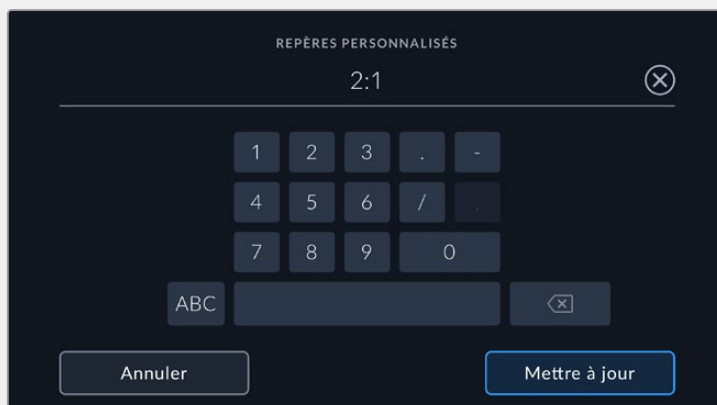 REPÈRES PERSONNALISÉS
2:1
1 2 3 . -
4 5 6 / ,
7 8 9 0
ABC
Annuler Mettre à jour